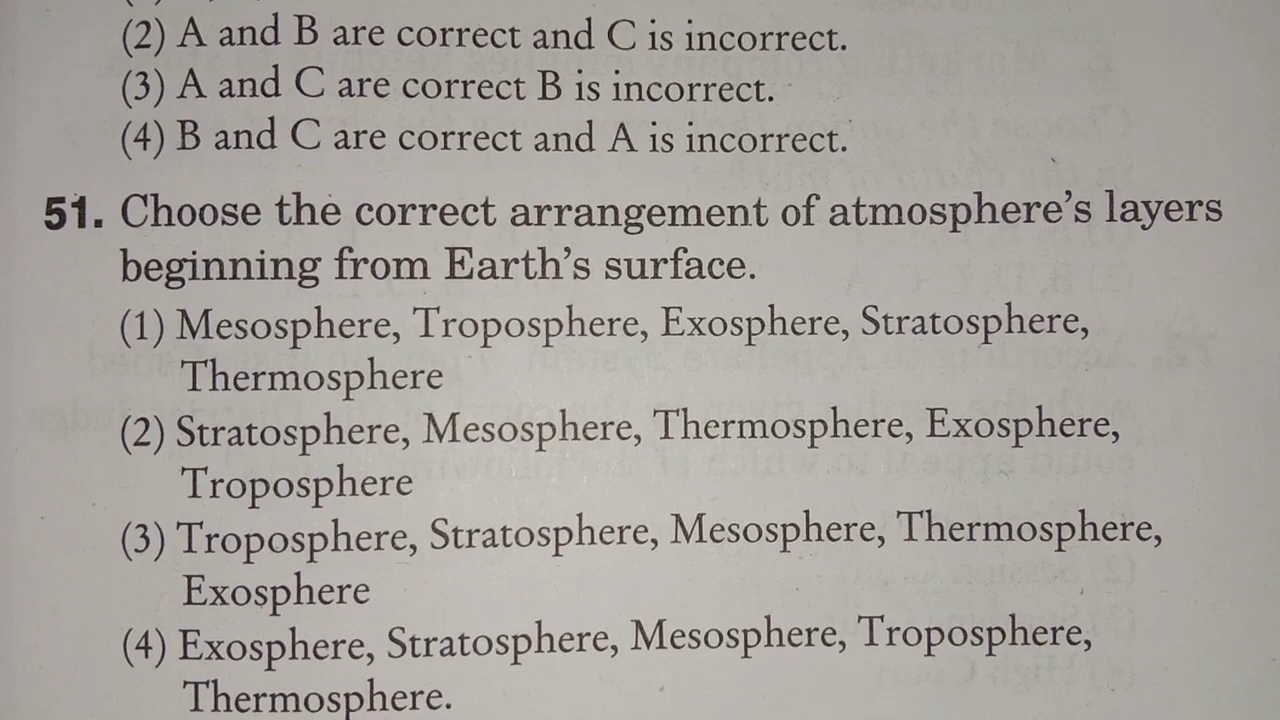 (2) A and B are correct and C is incorrect.
(3) A and C are correct B is incorrect.
(4) B and C are correct and A is incorrect.
51. Choose the correct arrangement of atmosphere's layers
beginning from Earth's surface.
(1) Mesosphere, Troposphere, Exosphere, Stratosphere,
Thermosphere
(2) Stratosphere, Mesosphere, Thermosphere, Exosphere,
Troposphere
(3) Troposphere, Stratosphere, Mesosphere, Thermosphere,
Exosphere
(4) Exosphere, Stratosphere, Mesosphere, Troposphere,
Thermosphere.